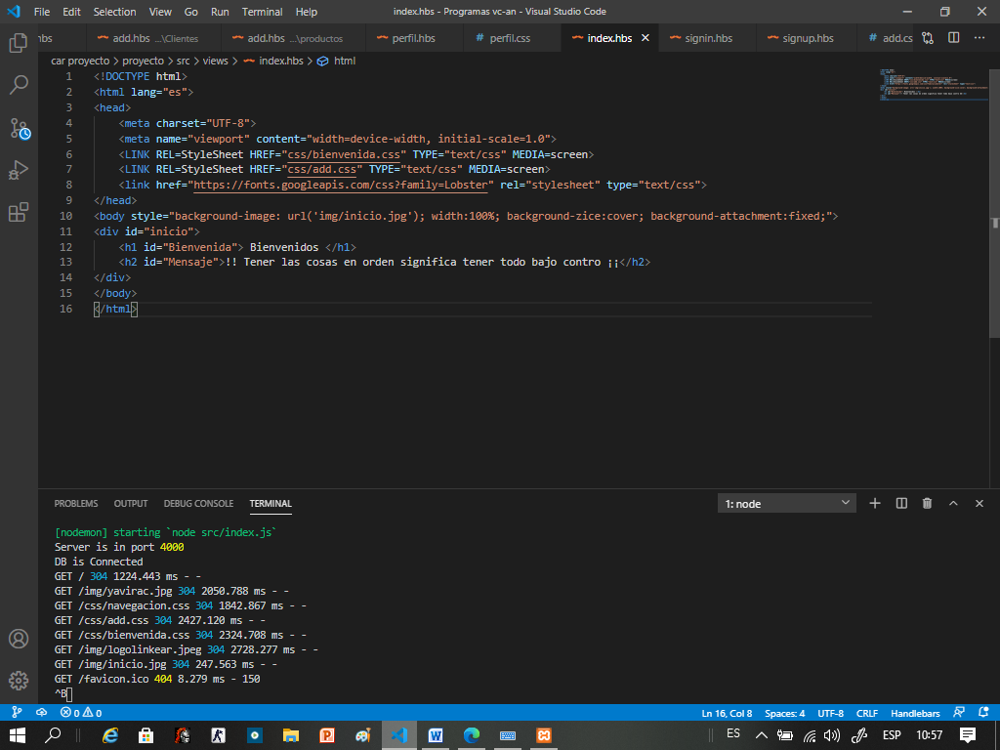 File Edit Selection View Go Run Terminal Help index.hbs - Programas vc-an - Visual Studio Code
hbs add.hbs ...\Clientes add.hbs ...\productos perfil.hbs # perfil.css index.hbs signin.hbs signup.hbs # add.cs
car proyecto > proyecto > src > views > index.hbs > html
1 <!DOCTYPE html>
2 <html lang="es">
3 <head>
4 <meta charset="UTF-8">
5 <meta name="viewport" content="width=device-width, initial-scale=1.0">
6 <LINK REL=StyleSheet HREF="css/bienvenida.css" TYPE="text/css" MEDIA=screen>
7 <LINK REL=StyleSheet HREF="css/add.css" TYPE="text/css" MEDIA=screen>
8 <link href="https://fonts.googleapis.com/css?family=Lobster" rel="stylesheet" type="text/css">
9 </head>
10 <body style="background-image: url('img/inicio.jpg'); width:100%; background-zice:cover; background-attachment:fixed;">
11 <div id="inicio">
12 <h1 id="Bienvenida"> Bienvenidos </h1>
13 <h2 id="Mensaje">!! Tener las cosas en orden significa tener todo bajo contro ¡¡</h2>
14 </div>
15 </body>
16 </html>
PROBLEMS OUTPUT DEBUG CONSOLE TERMINAL 1: node
[nodemon] starting `node src/index.js`
Server is in port 4000
DB is Connected
GET / 304 1224.443 ms - -
GET /img/yavirac.jpg 304 2050.788 ms - -
GET /css/navegacion.css 304 1842.867 ms - -
GET /css/add.css 304 2427.120 ms - -
GET /css/bienvenida.css 304 2324.708 ms - -
GET /img/logolinkear.jpeg 304 2728.277 ms - -
GET /img/inicio.jpg 304 247.563 ms - -
GET /favicon.ico 404 8.279 ms - 150
^B
0 0 Ln 16, Col 8 Spaces: 4 UTF-8 CRLF Handlebars
ES ESP 10:57